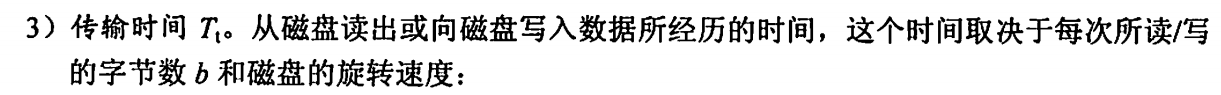 3）传输时间 Tt。从磁盘读出或向磁盘写入数据所经历的时间，这个时间取决于每次所读/写
的字节数 b 和磁盘的旋转速度：